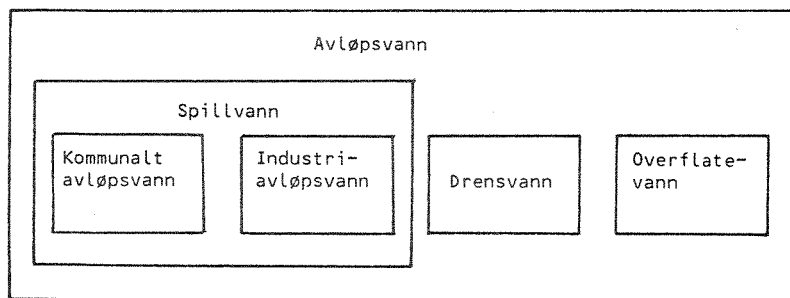 Avløpsvann
Spillvann
Kommunalt
avløpsvann
Industri-
avløpsvann
Drensvann
Overflate-
vann